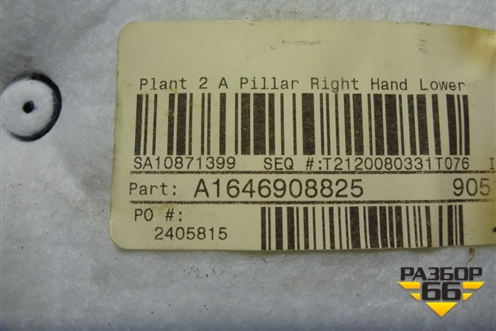 Plant 2 A Pillar Right Hand Lower
SA10871399 SEQ #:T2120080331T076
Part: A1646908825 905
PO #:
2405815
РАЗБОР
66